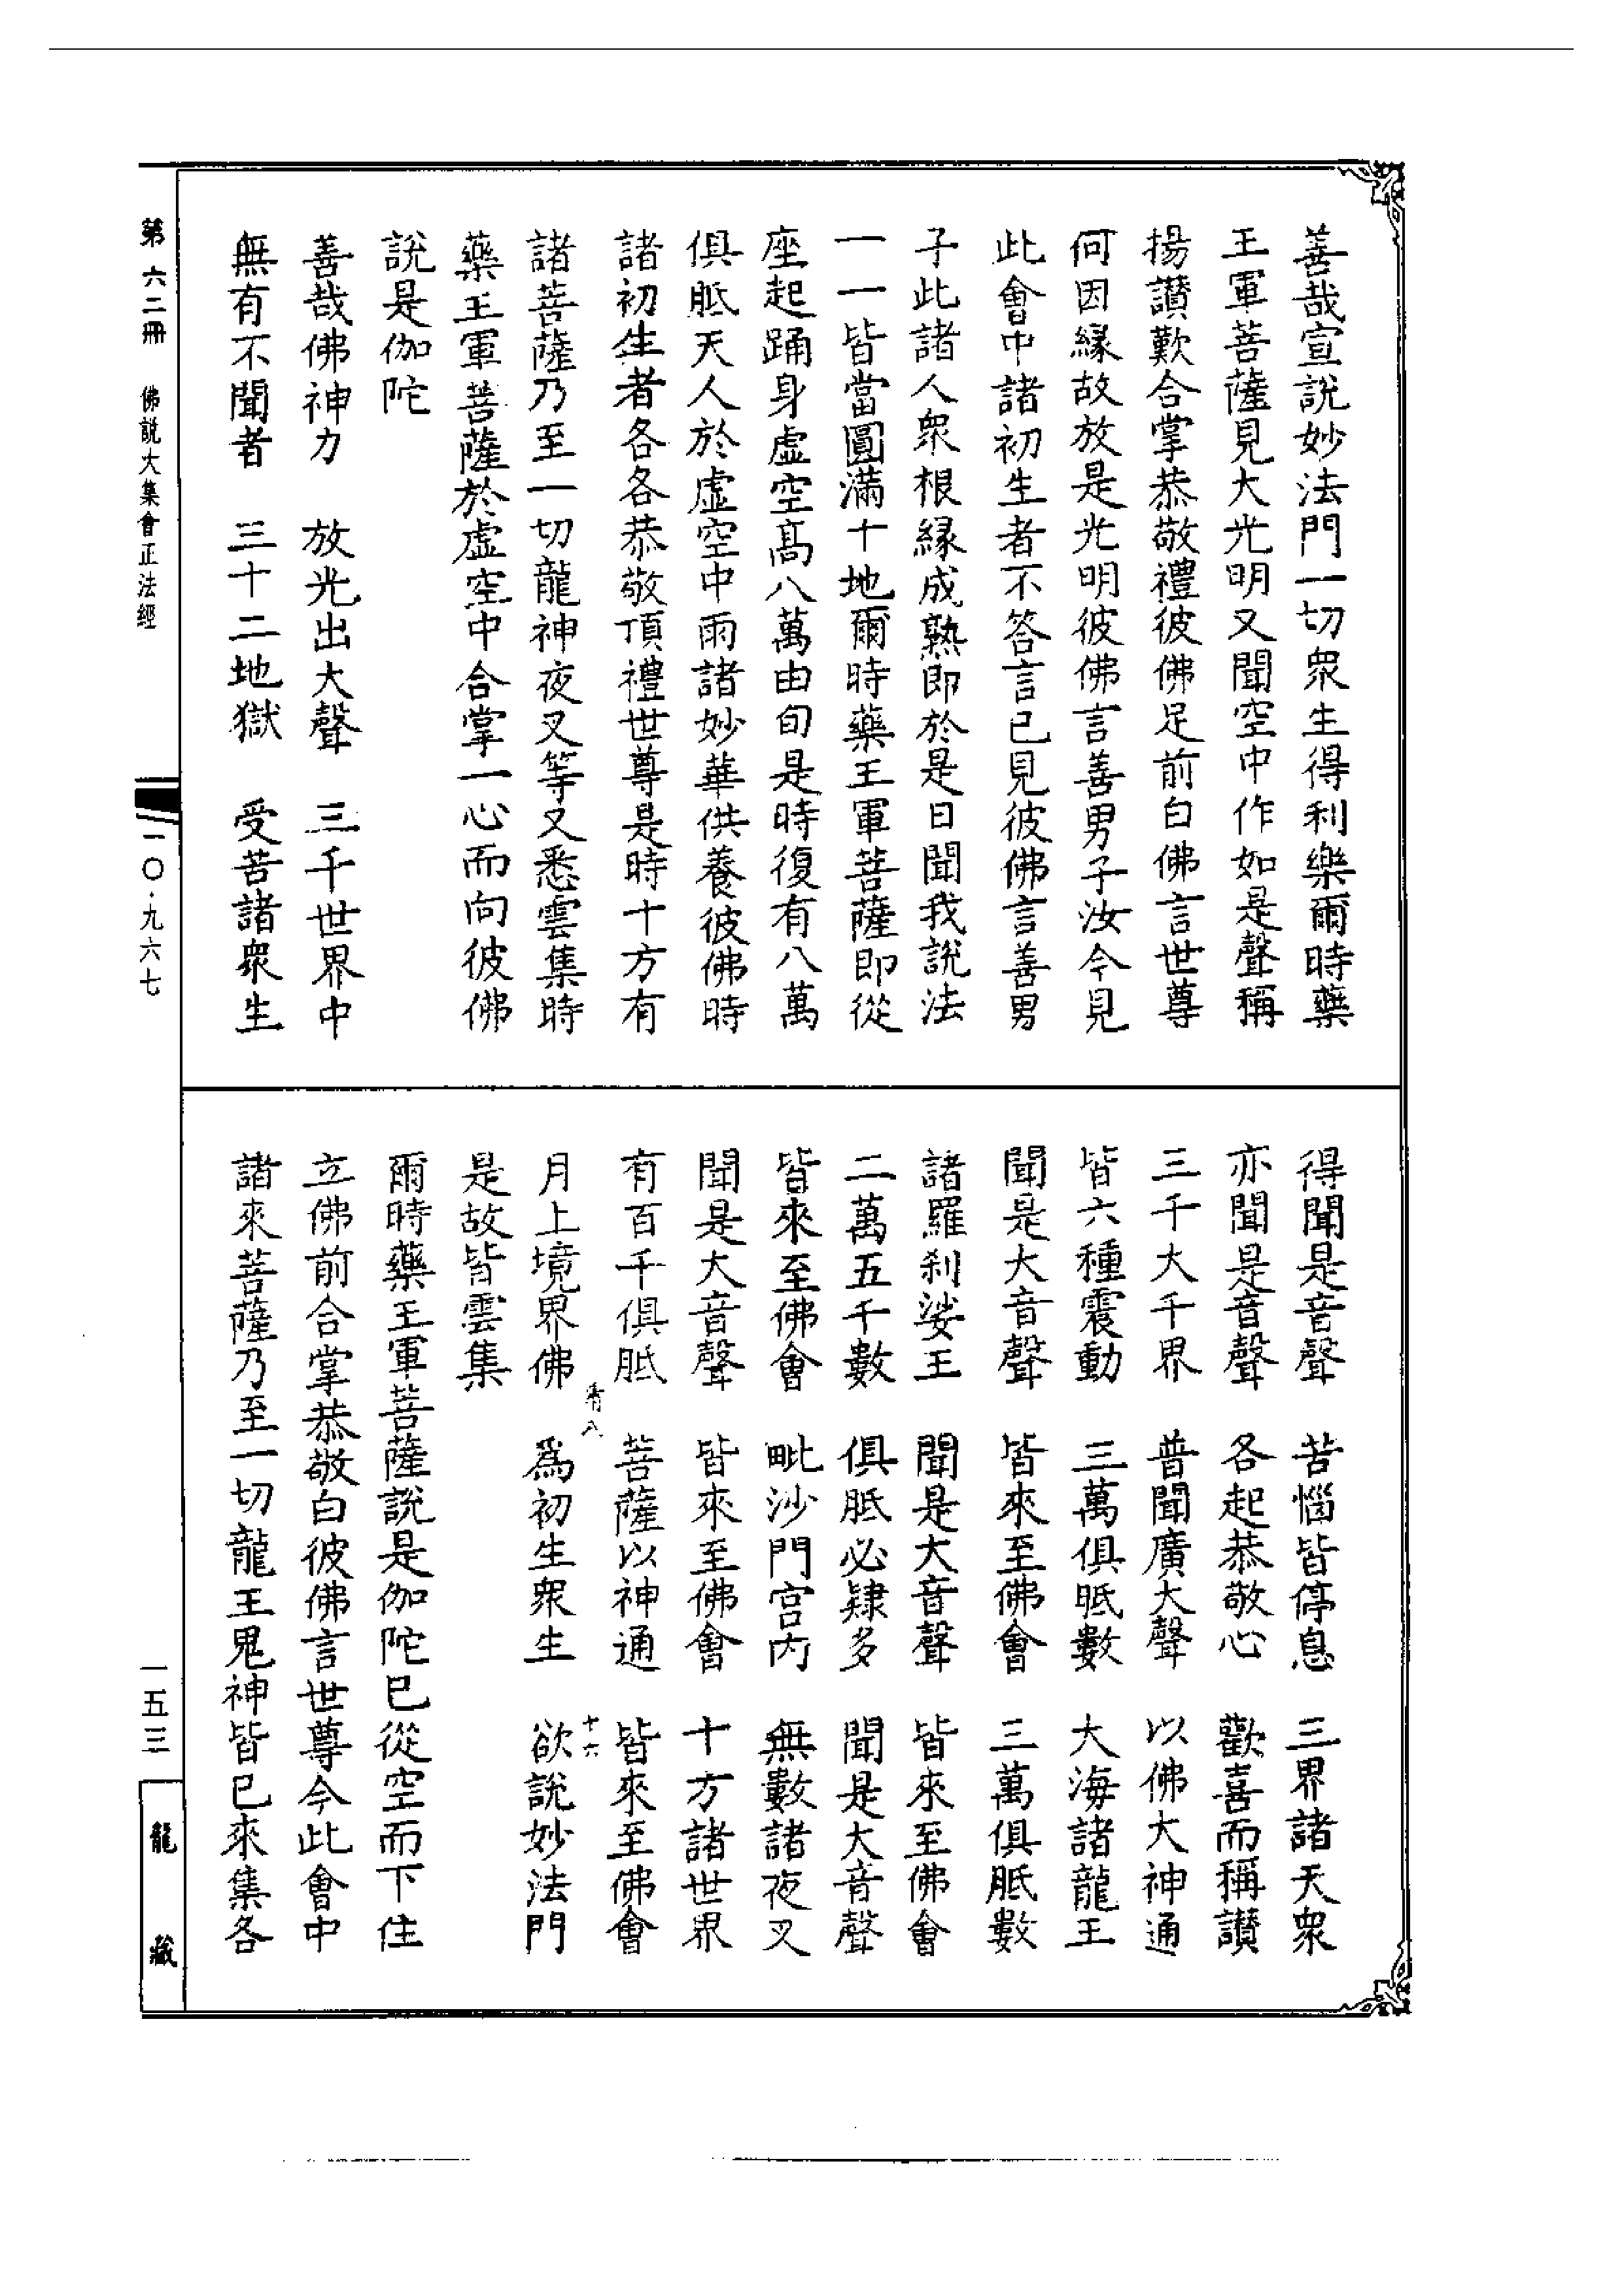 善哉宣說妙法門一切衆生得利樂爾時藥
王軍菩薩見大光明又聞空中作如是聲稱
揚讚歎合掌恭敬禮彼佛足前白佛言世尊
何因緣故放是光明彼佛言善男子汝今見
此會中諸初生者不答言已見彼佛言善男
子此諸人衆根緣成熟即於是日聞我說法
一一皆當圓滿十地爾時藥王軍菩薩即從
座起踊身虛空高八萬由旬是時復有八萬
俱胝天人於虛空中雨諸妙華供養彼佛時
諸初生者各各恭敬頂禮世尊是時十方有
諸菩薩乃至一切龍神夜叉等又悉雲集時
藥王軍菩薩於虛空中合掌一心而向彼佛
說是伽陀
善哉佛神力　放光出大聲　三千世界中
無有不聞者　三十二地獄　受苦諸衆生
得聞是音聲　苦惱皆停息　三界諸天衆
亦聞是音聲　各起恭敬心　歡喜而稱讚
三千大千界　普聞廣大聲　以佛大神通
皆六種震動　三萬俱胝數　大海諸龍王
聞是大音聲　皆來至佛會　三萬俱胝數
諸羅刹娑王　聞是大音聲　皆來至佛會
二萬五千數　俱胝必隸多　聞是大音聲
皆來至佛會　毗沙門宮內　無數諸夜叉
聞是大音聲　皆來至佛會　十方諸世界
有百千俱胝　菩薩以神通　皆來至佛會
八　十六
月上境界佛　爲初生衆生　欲說妙法門
是故皆雲集
爾時藥王軍菩薩說是伽陀已從空而下住
立佛前合掌恭敬白彼佛言世尊今此會中
諸來菩薩乃至一切龍王鬼神皆已來集各
第六二冊　佛說大集會正法經
一〇·九六七
一五三
龍藏